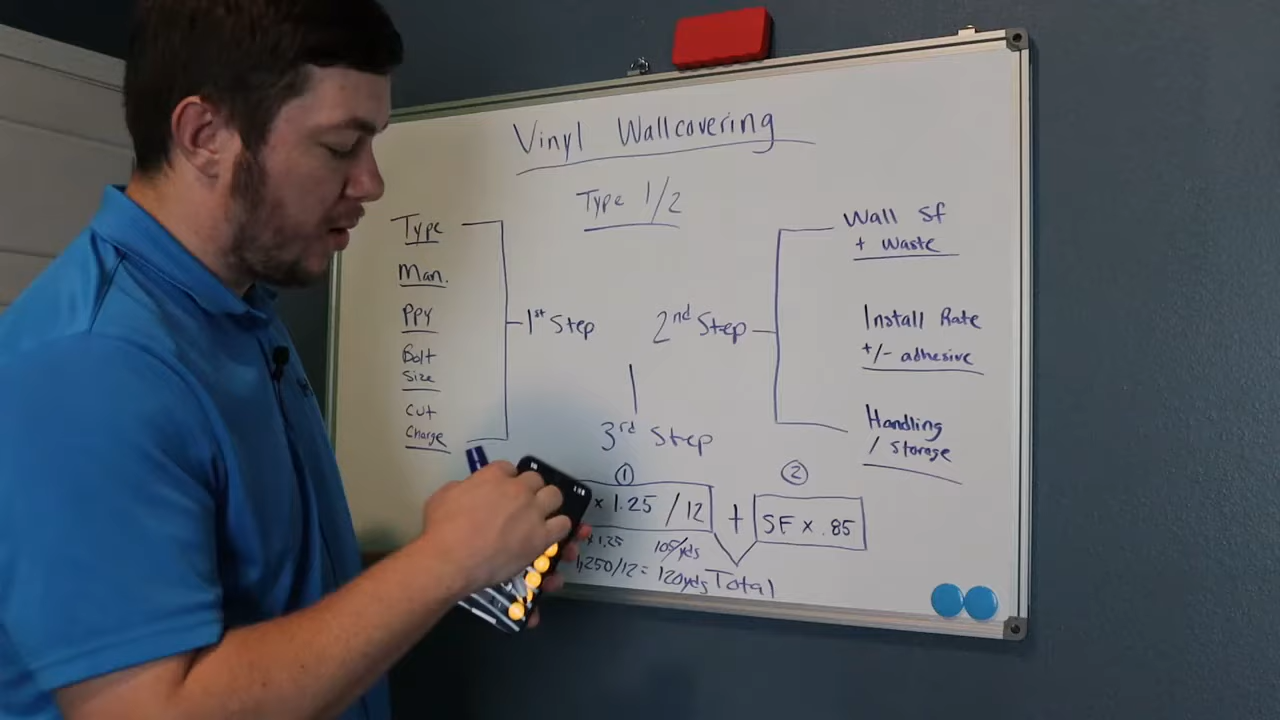 Vinyl Wallcovering
Type 1/2
Type
Man.
PPY
Bolt
Size
Cut
Charge
1st Step
2nd Step
Wall Sf
+ Waste
Install Rate
+/- adhesive
Handling
/ Storage
3rd Step
① ②
x 1.25 / 12 + SF x .85
x 1.25 105/yds
1,250/12 = 120yds Total